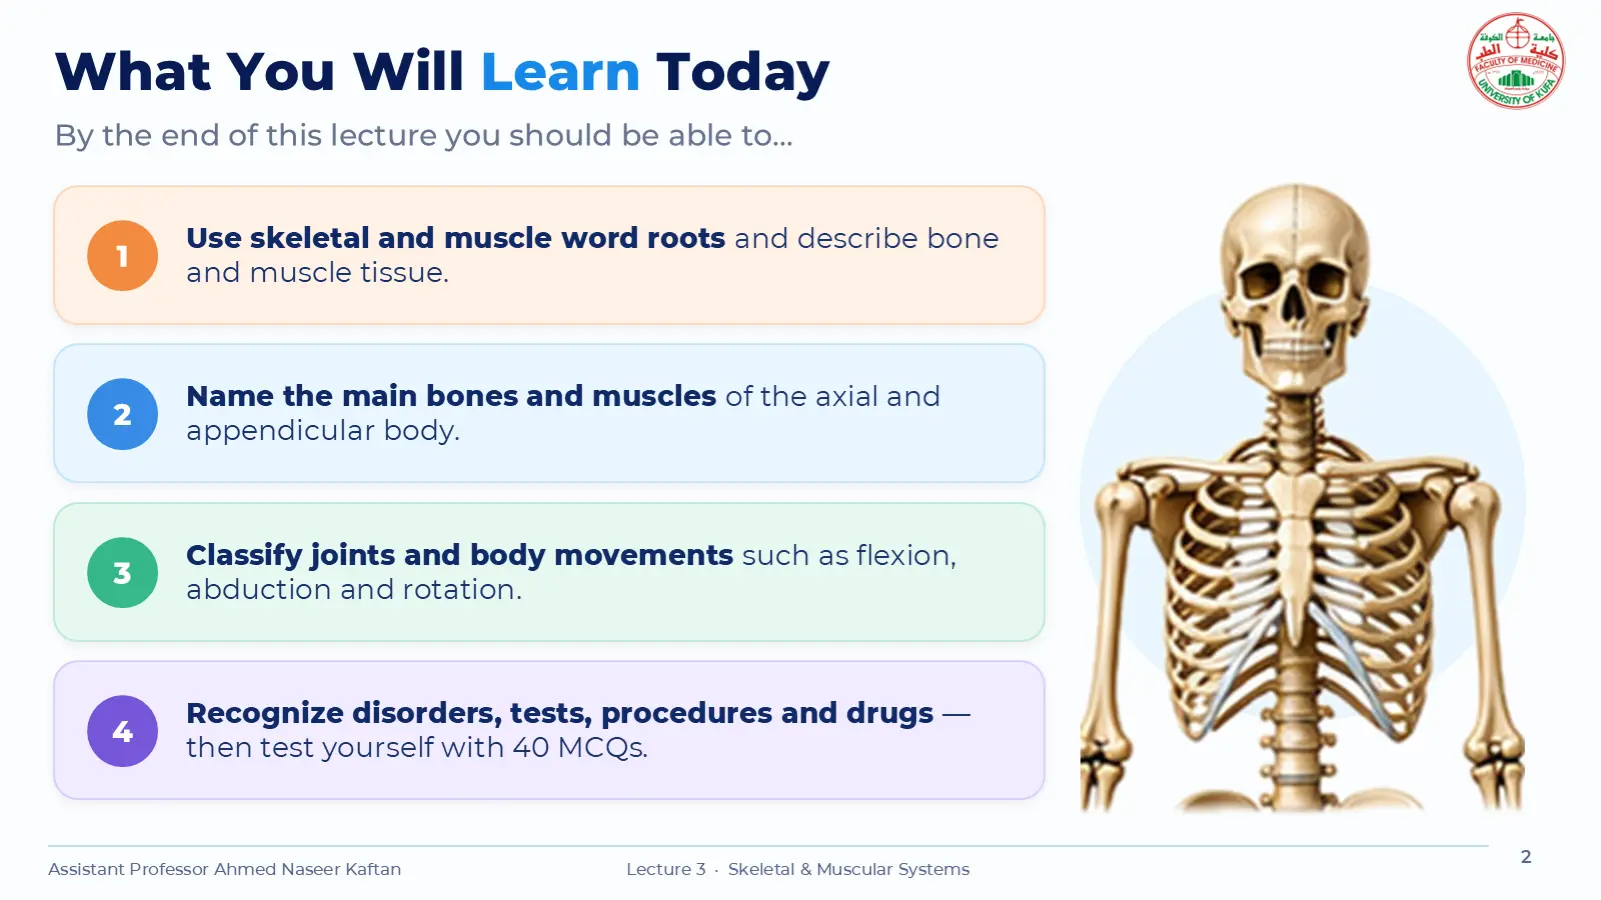 What You Will Learn Today
By the end of this lecture you should be able to...
جامعة الكوفة
كلية الطب
FACULTY OF MEDICINE
UNIVERSITY OF KUFA
1
Use skeletal and muscle word roots and describe bone
and muscle tissue.
2
Name the main bones and muscles of the axial and
appendicular body.
3
Classify joints and body movements such as flexion,
abduction and rotation.
4
Recognize disorders, tests, procedures and drugs —
then test yourself with 40 MCQs.
Assistant Professor Ahmed Naseer Kaftan
Lecture 3 · Skeletal & Muscular Systems
2